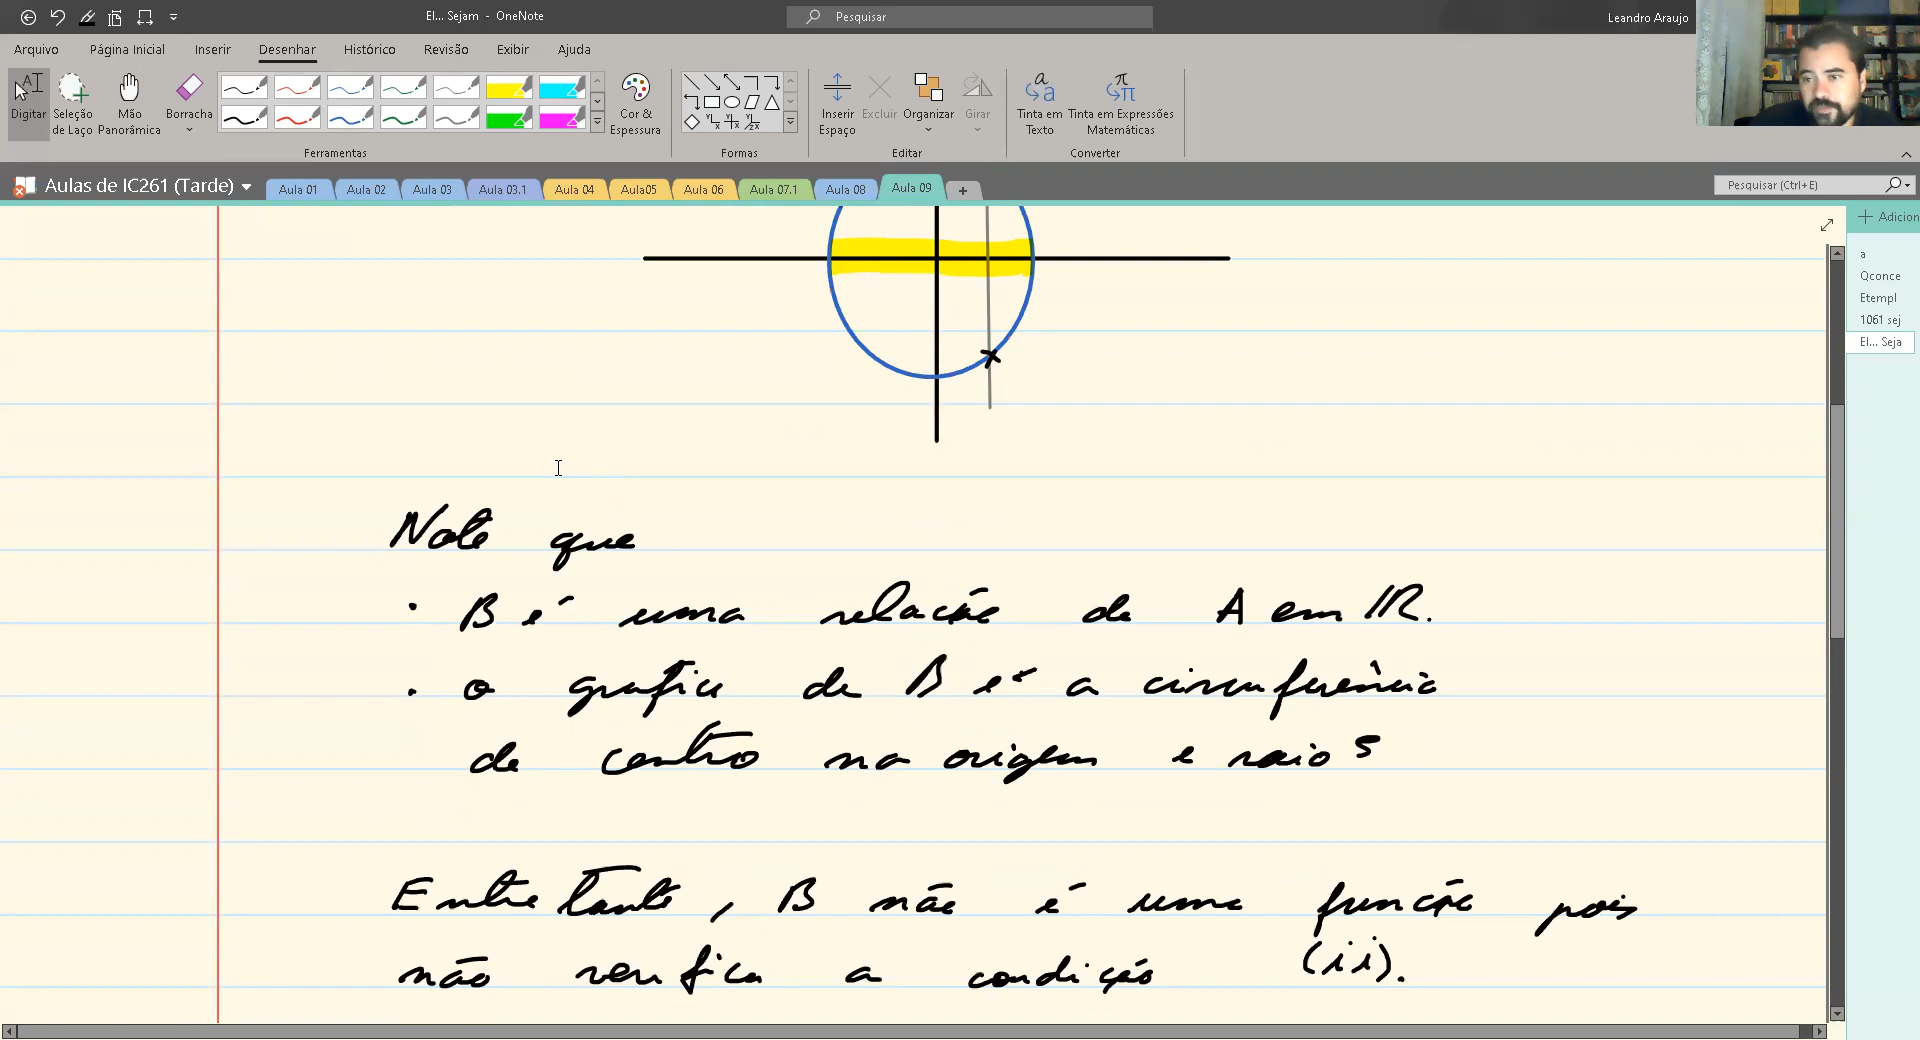 El... Sejam - OneNote
Pesquisar
Leandro Araujo
Arquivo Página Inicial Inserir Desenhar Histórico Revisão Exibir Ajuda
Digitar
Seleção de Laço
Mão Panorâmica
Borracha
Cor & Espessura
Inserir Espaço
Excluir
Organizar
Girar
Tinta em Texto
Tinta em Expressões Matemáticas
Ferramentas
Formas
Editar
Converter
Aulas de IC261 (Tarde)
Aula 01 Aula 02 Aula 03 Aula 03.1 Aula 04 Aula05 Aula 06 Aula 07.1 Aula 08 Aula 09
Pesquisar (Ctrl+E)
Adicion
a
Qconce
Etempl
1061 sej
El... Seja
Note que
· B é uma relação de A em IR.
· o gráfico de B é a circunferência
de centro na origem e raio 5
Entretanto, B não é uma função pois
não verifica a condição (ii).